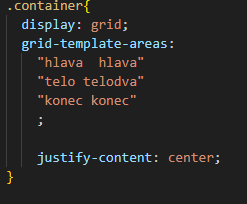 .container{
display: grid;
grid-template-areas:
"hlava  hlava"
"telo telodva"
"konec konec"
;
justify-content: center;
}